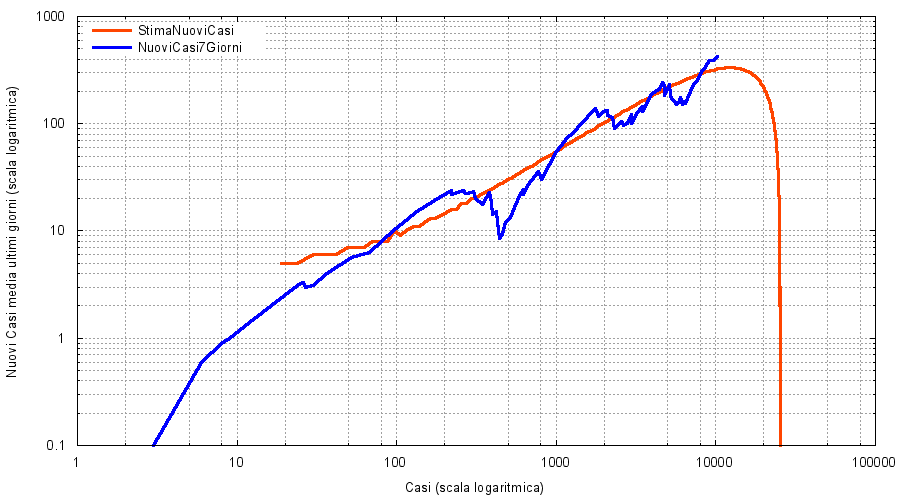 1000
100
10
1
0.1
Nuovi Casi media ultimi giorni (scala logaritmica)
StimaNuoviCasi
NuoviCasi7Giorni
1 10 100 1000 10000 100000
Casi (scala logaritmica)